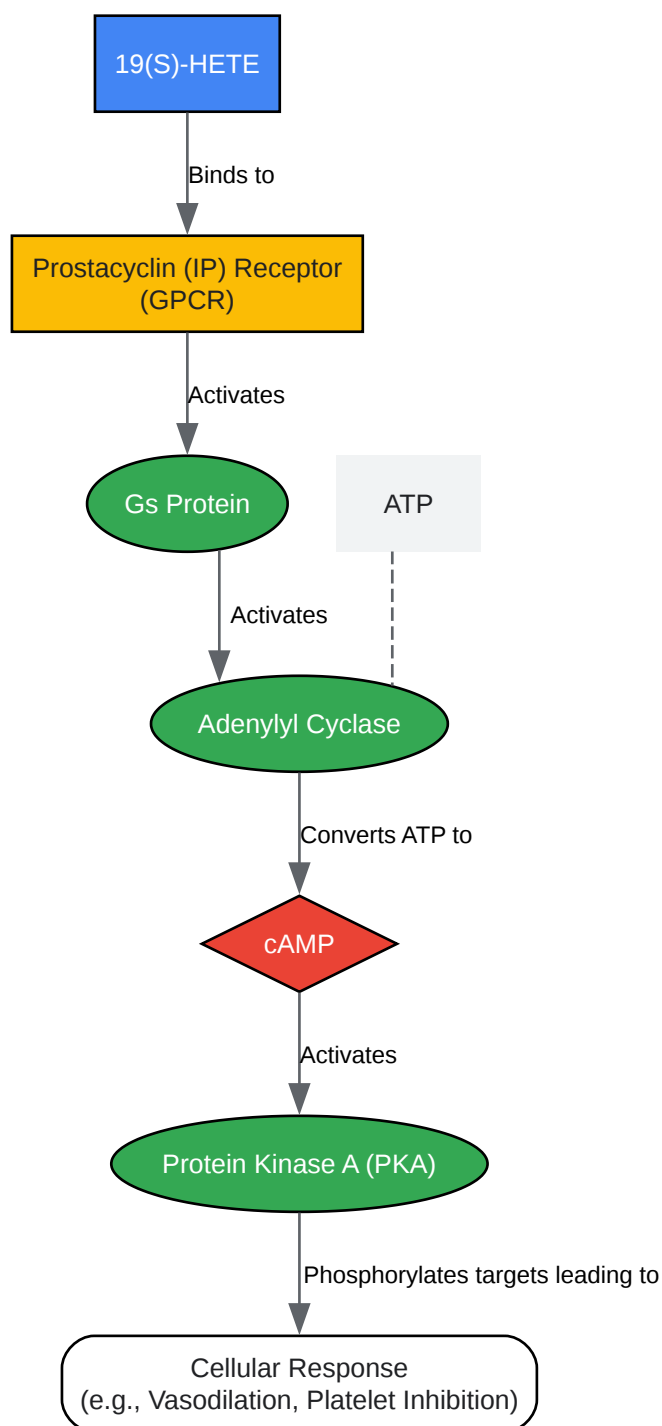 19(S)-HETE
Binds to
Prostacyclin (IP) Receptor
(GPCR)
Activates
Gs Protein
ATP
Activates
Adenylyl Cyclase
Converts ATP to
cAMP
Activates
Protein Kinase A (PKA)
Phosphorylates targets leading to
Cellular Response
(e.g., Vasodilation, Platelet Inhibition)